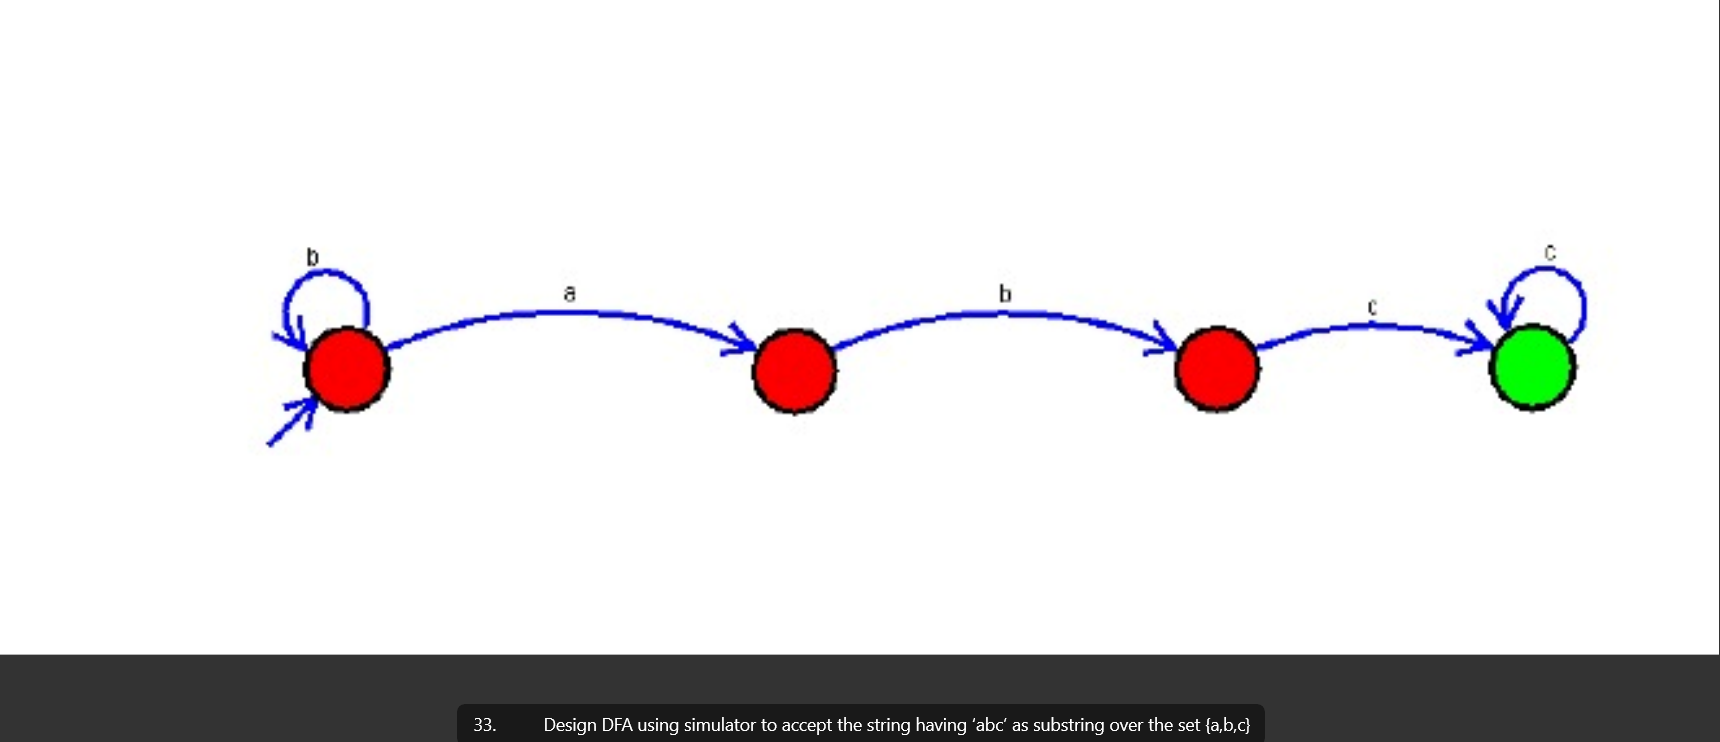 b
a
b
c
c
33. Design DFA using simulator to accept the string having ‘abc’ as substring over the set {a,b,c}